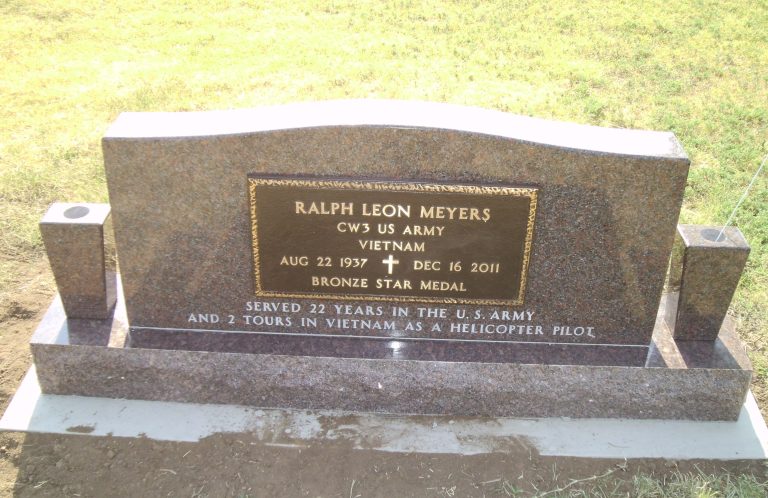 RALPH LEON MEYERS
CW3 US ARMY
VIETNAM
AUG 22 1937 ✝ DEC 16 2011
BRONZE STAR MEDAL
SERVED 22 YEARS IN THE U.S. ARMY
AND 2 TOURS IN VIETNAM AS A HELICOPTER PILOT